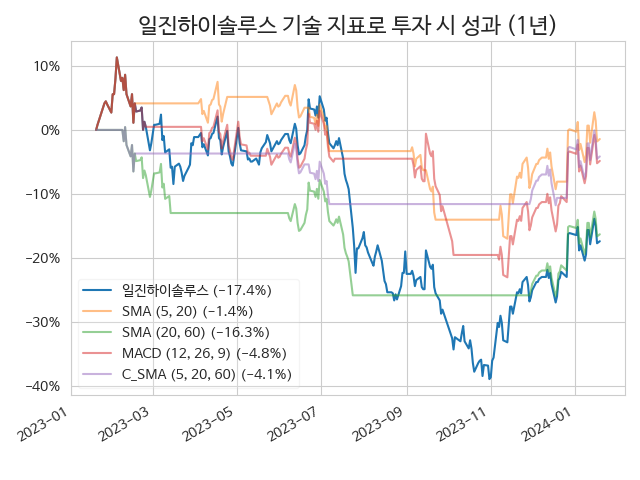 일진하이솔루스 기술 지표로 투자 시 성과 (1년)
10%
0%
−10%
−20%
−30%
−40%
일진하이솔루스 (−17.4%)
SMA (5, 20) (−1.4%)
SMA (20, 60) (−16.3%)
MACD (12, 26, 9) (−4.8%)
C_SMA (5, 20, 60) (−4.1%)
2023−01
2023−03
2023−05
2023−07
2023−09
2023−11
2024−01